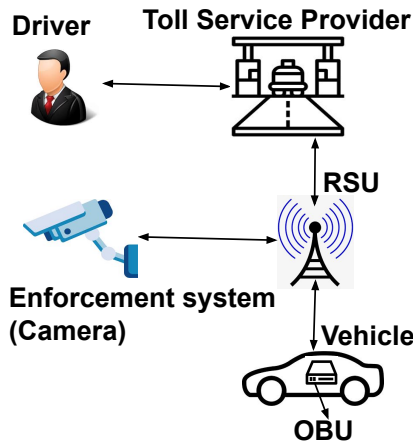 Driver
Toll Service Provider
RSU
Enforcement system
(Camera)
Vehicle
OBU